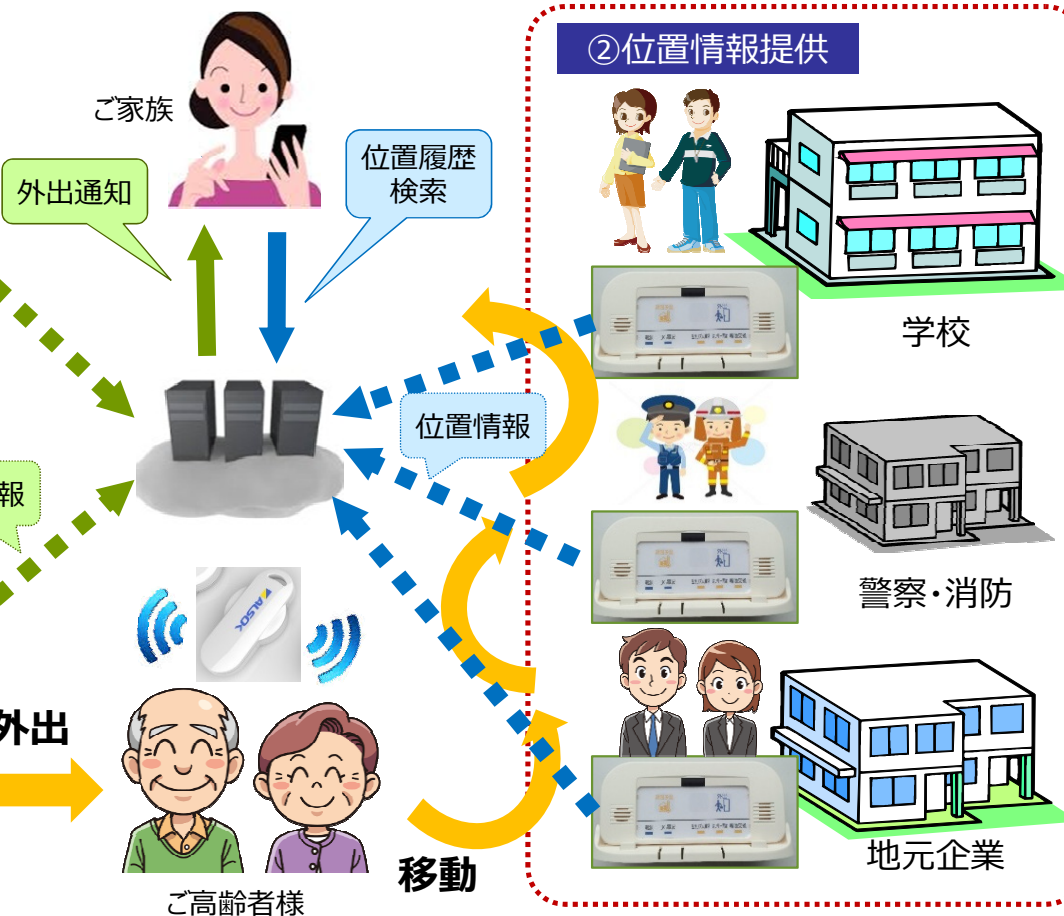 ②位置情報提供
ご家族
外出通知
位置履歴
検索
学校
位置情報
報
警察・消防
ALSOK
外出
移動
ご高齢者様
地元企業